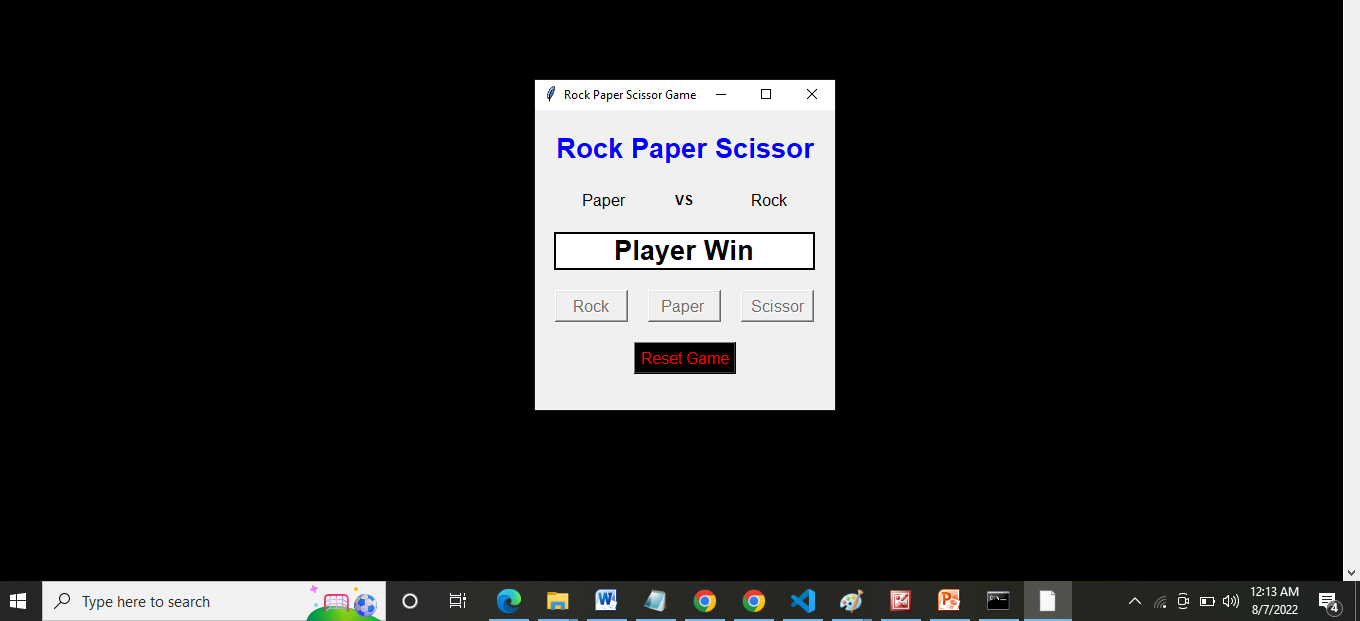 Rock Paper Scissor Game
Rock Paper Scissor
Paper VS Rock
Player Win
Rock Paper Scissor
Reset Game
Type here to search
12:13 AM
8/7/2022
4